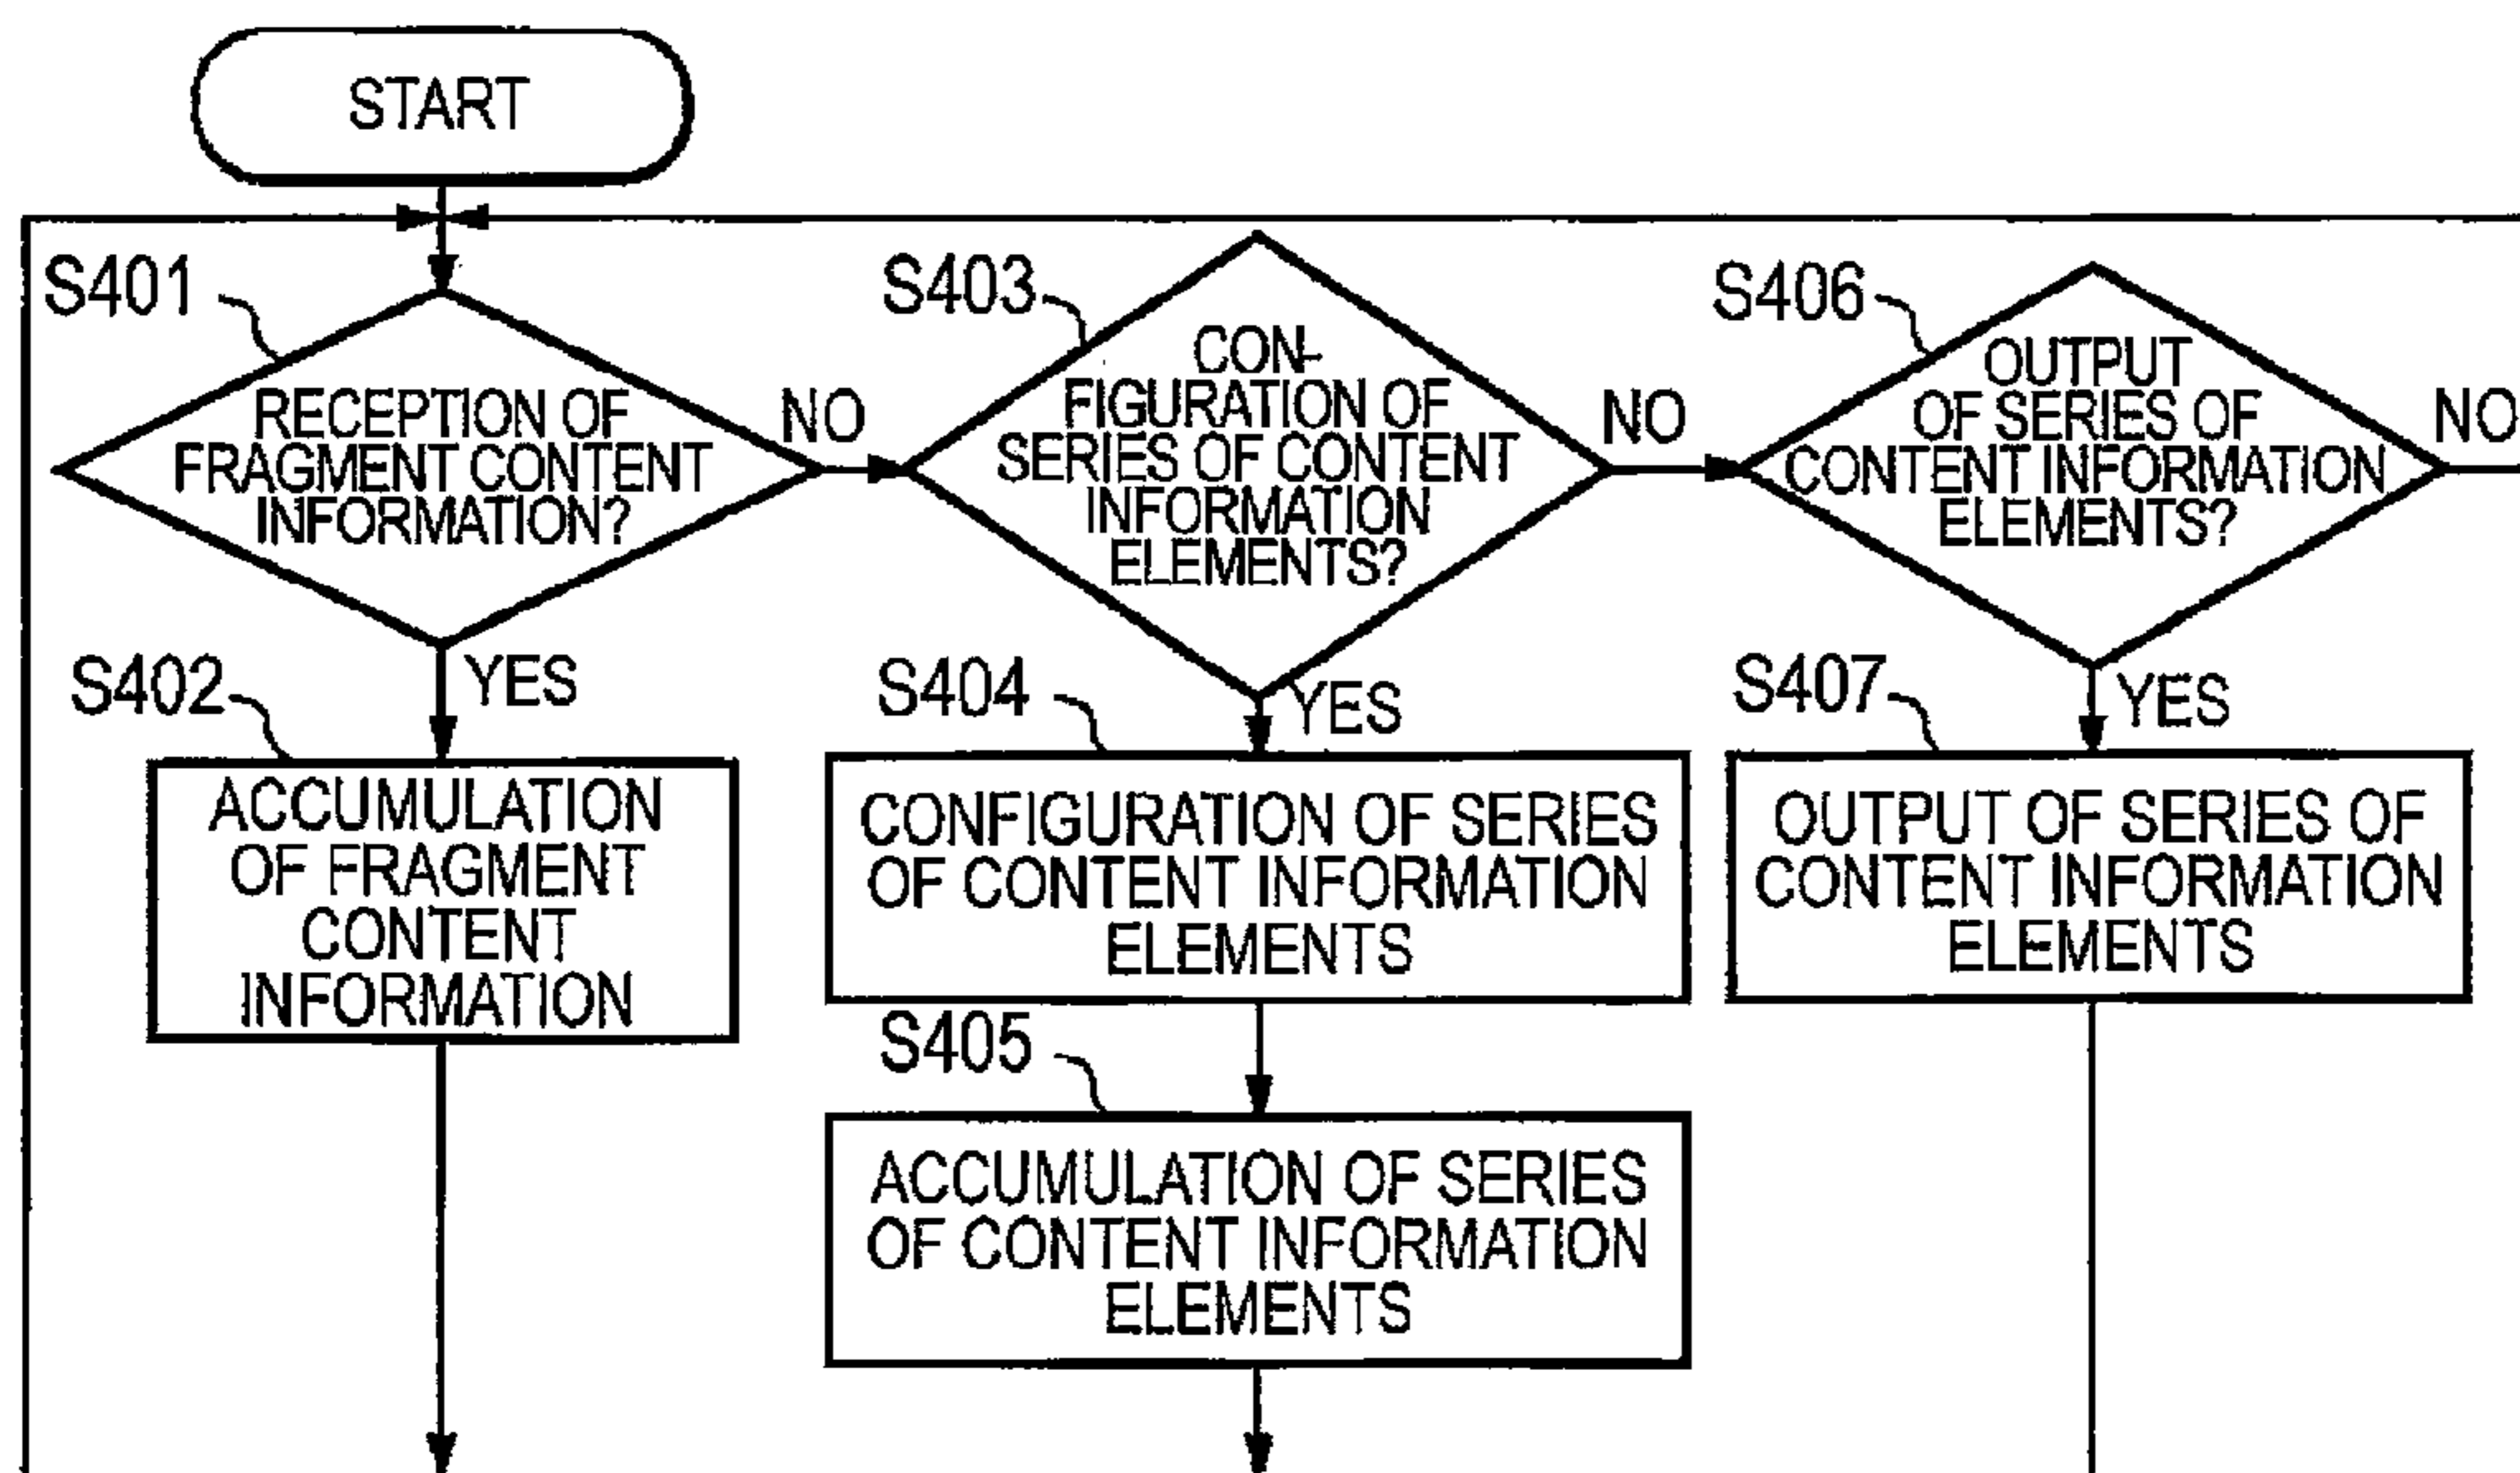 START
S401
RECEPTION OF
FRAGMENT CONTENT
INFORMATION?
NO
YES
S402
ACCUMULATION
OF FRAGMENT
CONTENT
INFORMATION
S403
CON-
FIGURATION OF
SERIES OF CONTENT
INFORMATION
ELEMENTS?
NO
YES
S404
CONFIGURATION OF SERIES
OF CONTENT INFORMATION
ELEMENTS
S405
ACCUMULATION OF SERIES
OF CONTENT INFORMATION
ELEMENTS
S406
OUTPUT
OF SERIES OF
CONTENT INFORMATION
ELEMENTS?
NO
YES
S407
OUTPUT OF SERIES OF
CONTENT INFORMATION
ELEMENTS